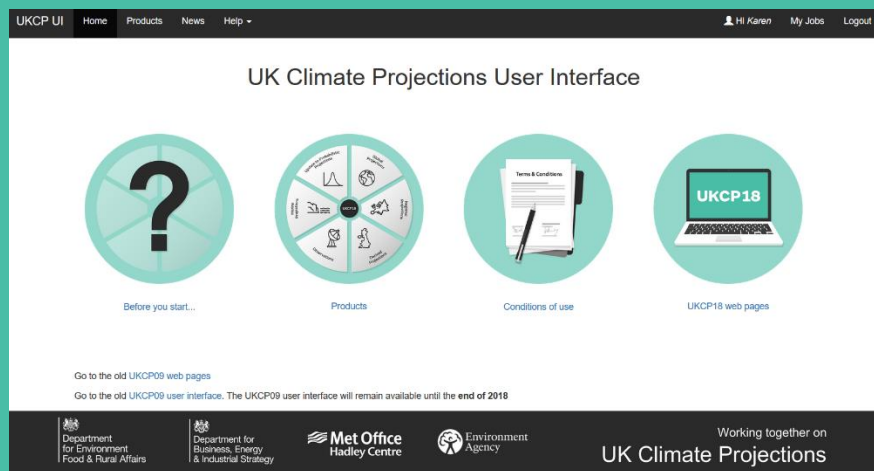 UKCP UI Home Products News Help
Hi Karen My Jobs Logout
UK Climate Projections User Interface
Terms & Conditions
UKCP18
UKCP18
Before you start...
Products
Conditions of use
UKCP18 web pages
Go to the old UKCP09 web pages
Go to the old UKCP09 user interface. The UKCP09 user interface will remain available until the end of 2018
Department
for Environment
Food & Rural Affairs
Department for
Business, Energy
& Industrial Strategy
Met Office
Hadley Centre
Environment
Agency
Working together on
UK Climate Projections